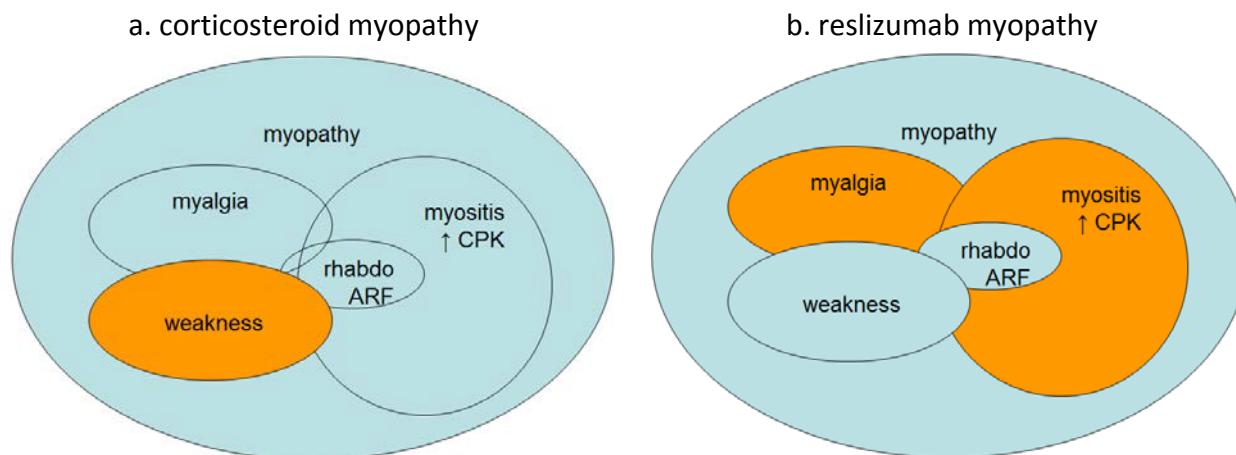 a. corticosteroid myopathy
myopathy
myalgia
myositis
↑ CPK
rhabdo
ARF
weakness
b. reslizumab myopathy
myopathy
myalgia
myositis
↑ CPK
rhabdo
ARF
weakness